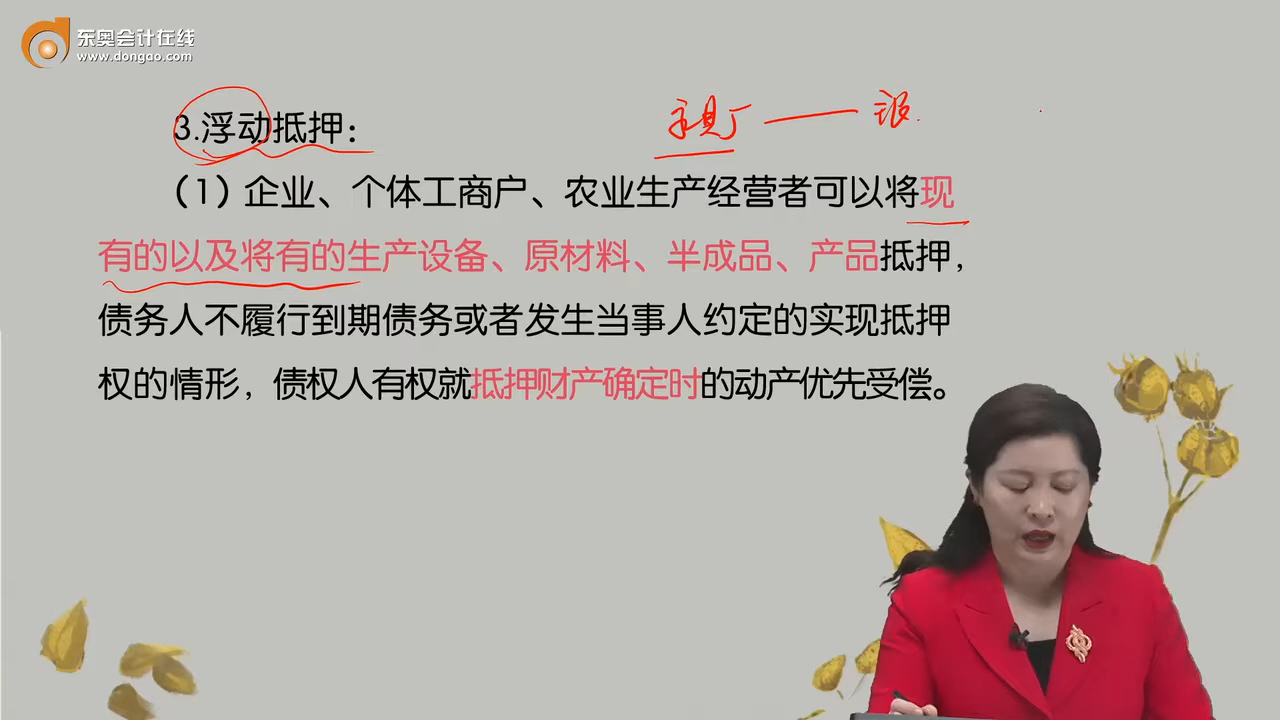 东奥会计在线
www.dongao.com
3.浮动抵押：
（1）企业、个体工商户、农业生产经营者可以将现
有的以及将有的生产设备、原材料、半成品、产品抵押，
债务人不履行到期债务或者发生当事人约定的实现抵押
权的情形，债权人有权就抵押财产确定时的动产优先受偿。